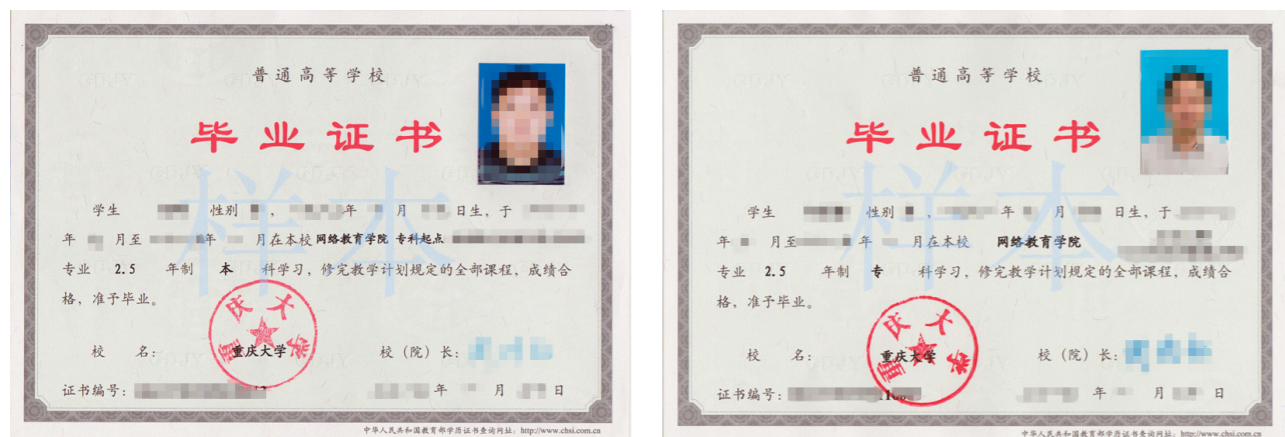 普通高等学校
毕业证书
样本
学生 性别 , 年 月 日生，于
年 月至 年 月在本校 网络教育学院 专科起点
专业 2.5 年制 本 科学习，修完教学计划规定的全部课程，成绩合
格，准予毕业。
重庆大学
校 名： 重庆大学 校（院）长：
证书编号： 年 月 日
中华人民共和国教育部学历证书查询网址：http://www.chsi.com.cn
普通高等学校
毕业证书
样本
学生 性别 , 年 月 日生，于
年 月至 年 月在本校 网络教育学院
专业 2.5 年制 专 科学习，修完教学计划规定的全部课程，成绩合
格，准予毕业。
重庆大学
校 名： 重庆大学 校（院）长：
证书编号： 年 月 日
中华人民共和国教育部学历证书查询网址：http://www.chsi.com.cn